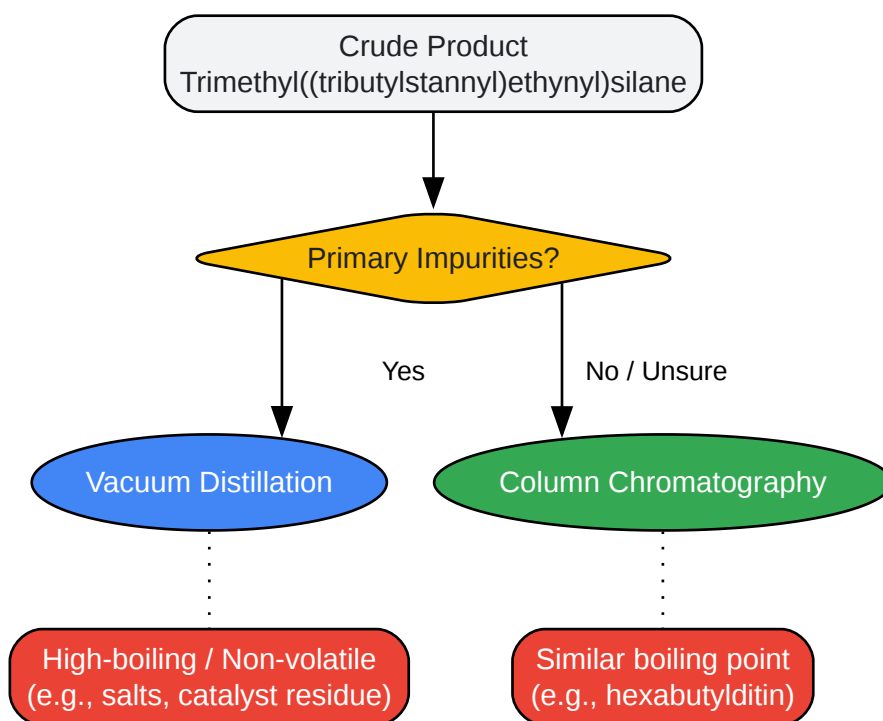 Crude Product
Trimethyl((tributylstannyl)ethynyl)silane
Primary Impurities?
Yes
No / Unsure
Vacuum Distillation
Column Chromatography
High-boiling / Non-volatile
(e.g., salts, catalyst residue)
Similar boiling point
(e.g., hexabutylditin)